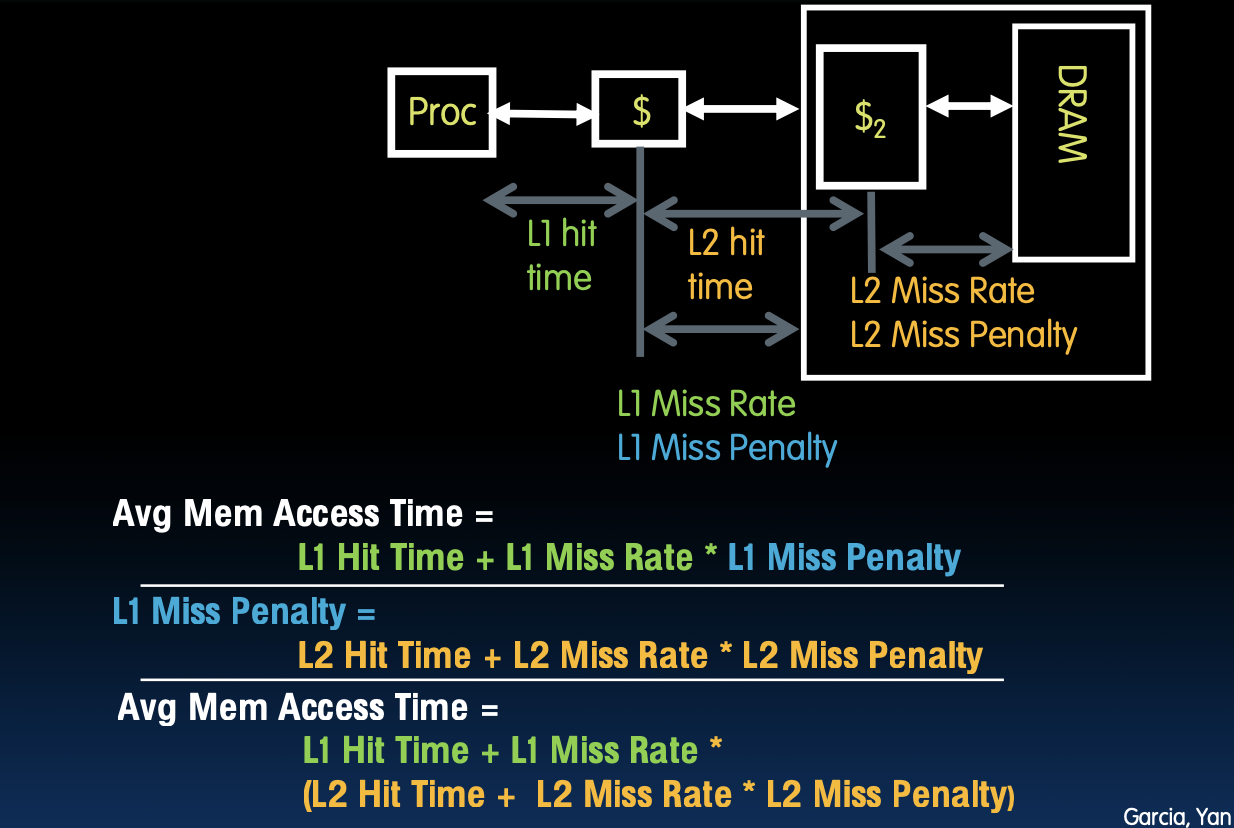 Proc
$
$2
DRAM
L1 hit
time
L2 hit
time
L2 Miss Rate
L2 Miss Penalty
L1 Miss Rate
L1 Miss Penalty
Avg Mem Access Time =
L1 Hit Time + L1 Miss Rate * L1 Miss Penalty
L1 Miss Penalty =
L2 Hit Time + L2 Miss Rate * L2 Miss Penalty
Avg Mem Access Time =
L1 Hit Time + L1 Miss Rate *
(L2 Hit Time + L2 Miss Rate * L2 Miss Penalty)
Garcia, Yan